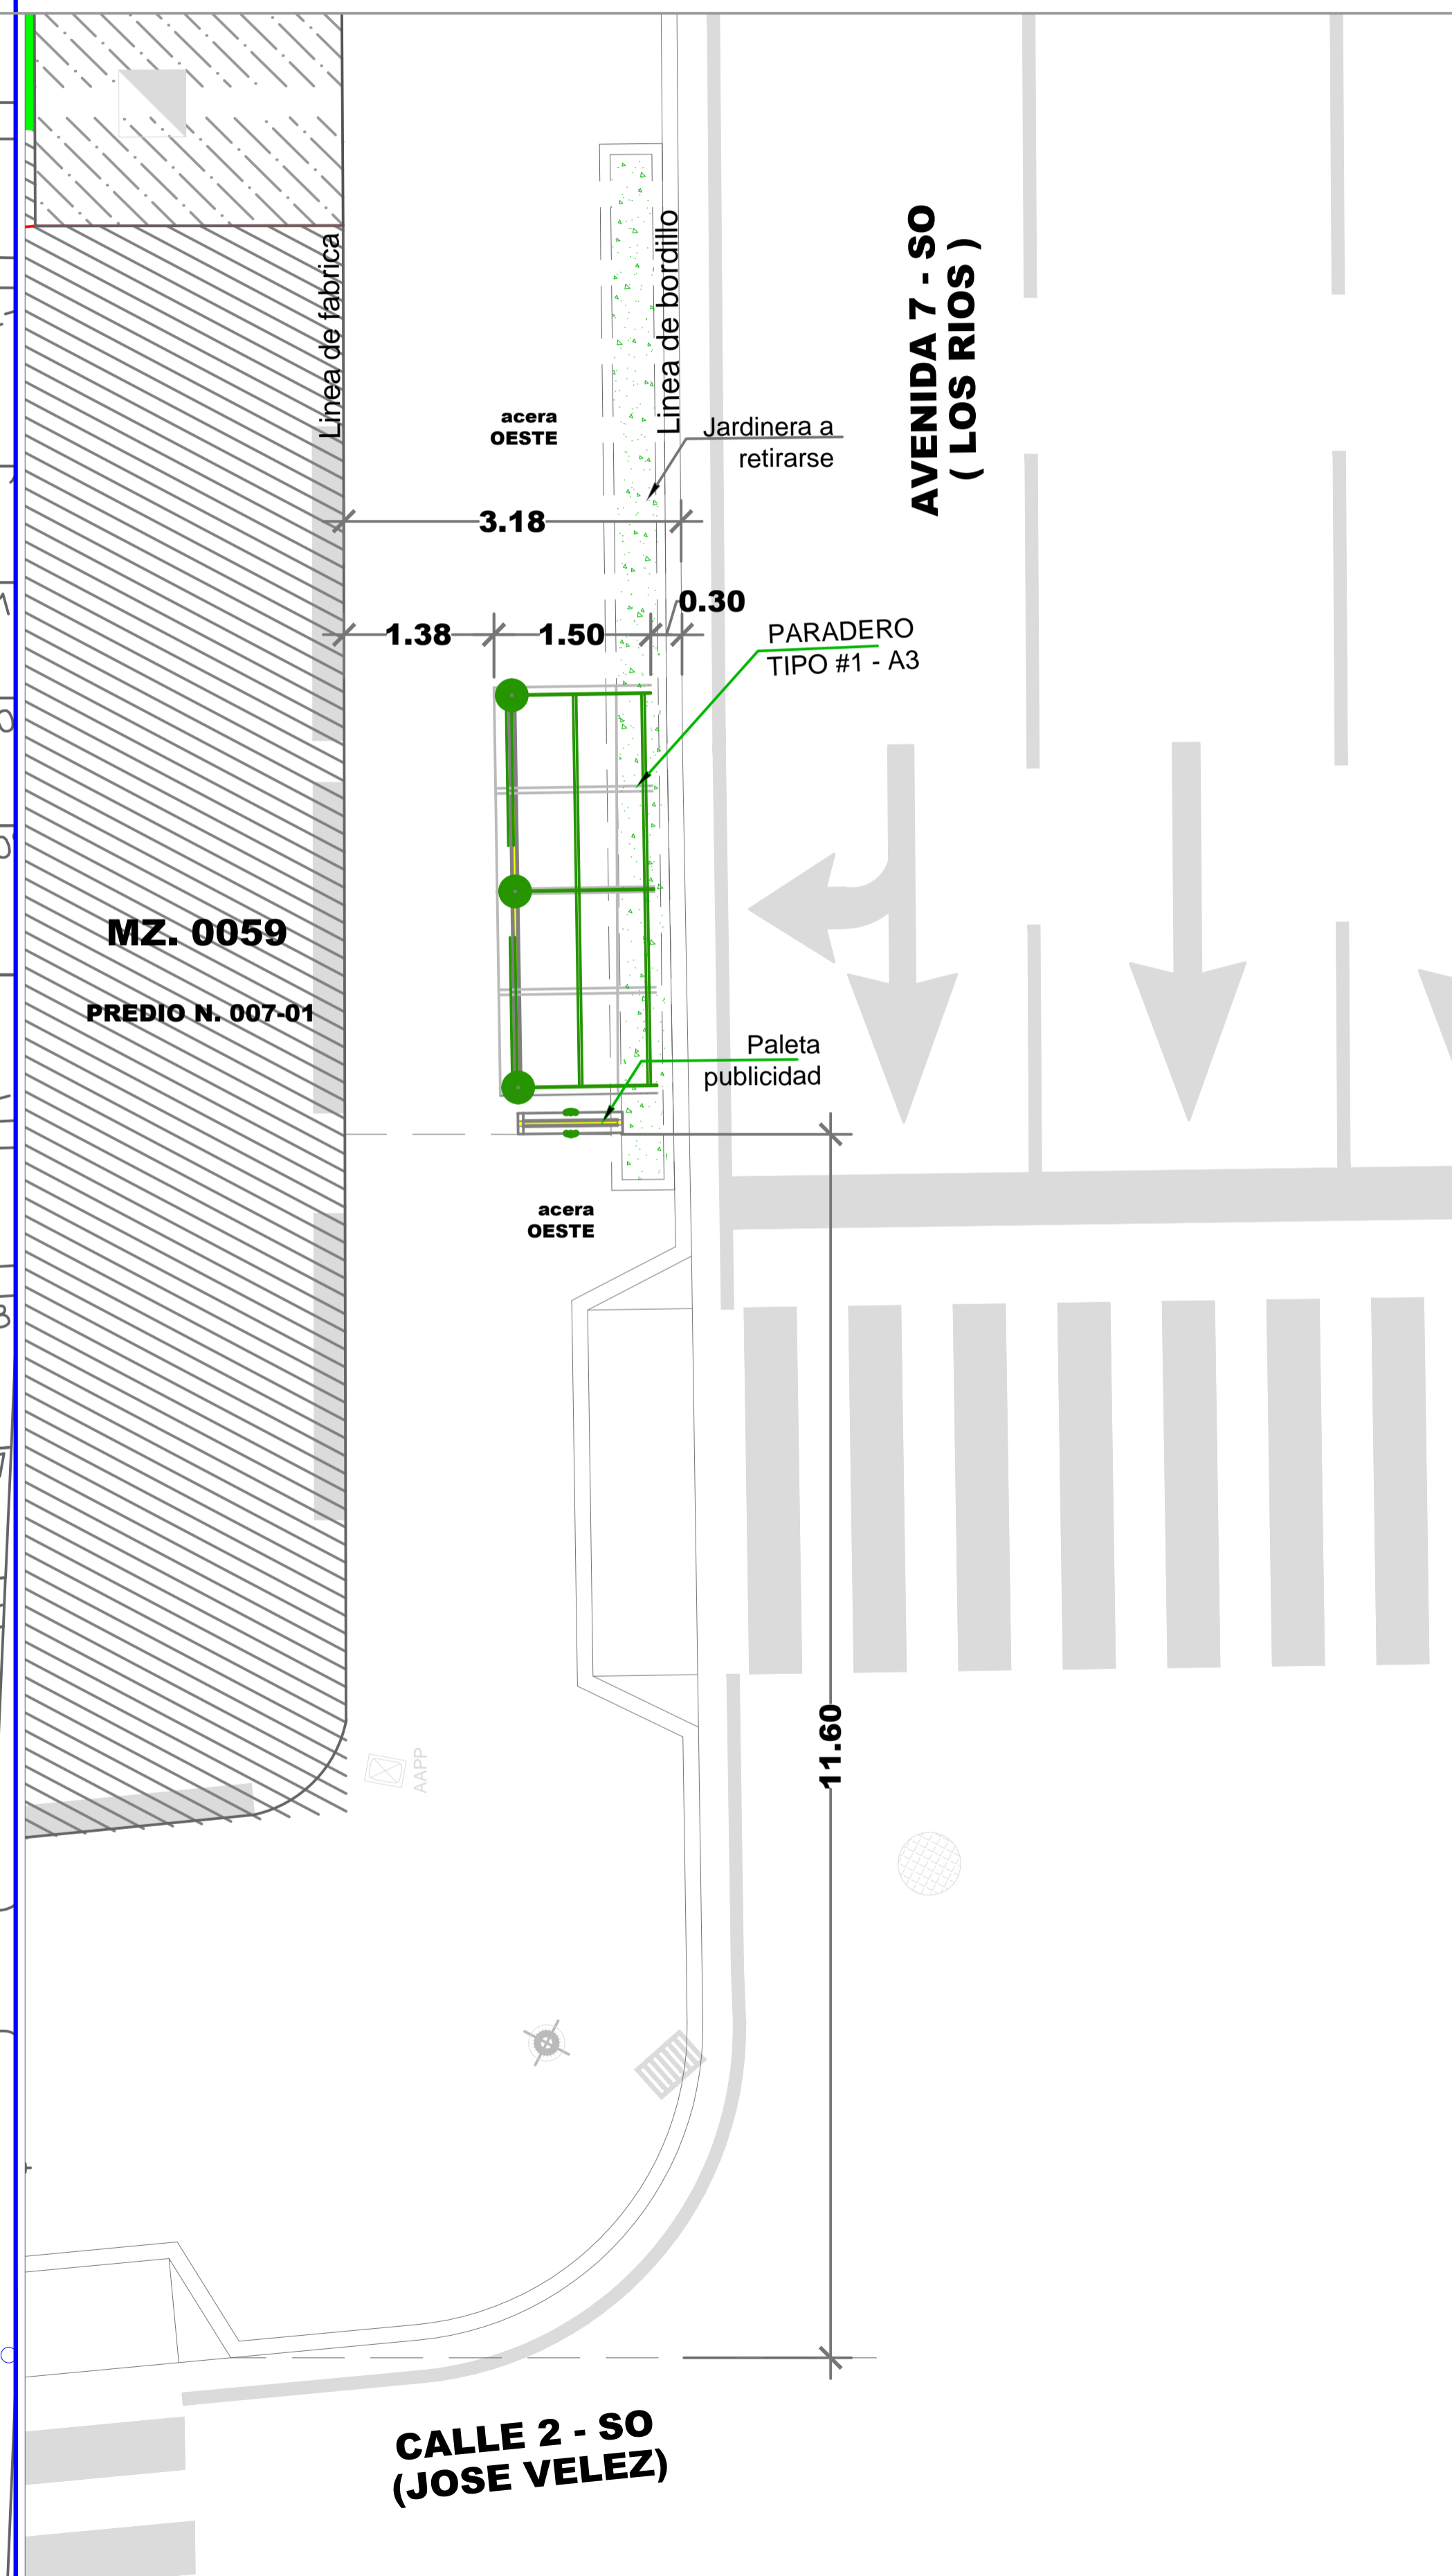 AVENIDA 7 - SO
( LOS RIOS )
Linea de fabrica
Linea de bordillo
acera
OESTE
Jardinera a
retirarse
3.18
0.30
1.38
1.50
PARADERO
TIPO #1 - A3
MZ. 0059
PREDIO N. 007-01
Paleta
publicidad
acera
OESTE
11.60
AAPP
CALLE 2 - SO
(JOSE VELEZ)